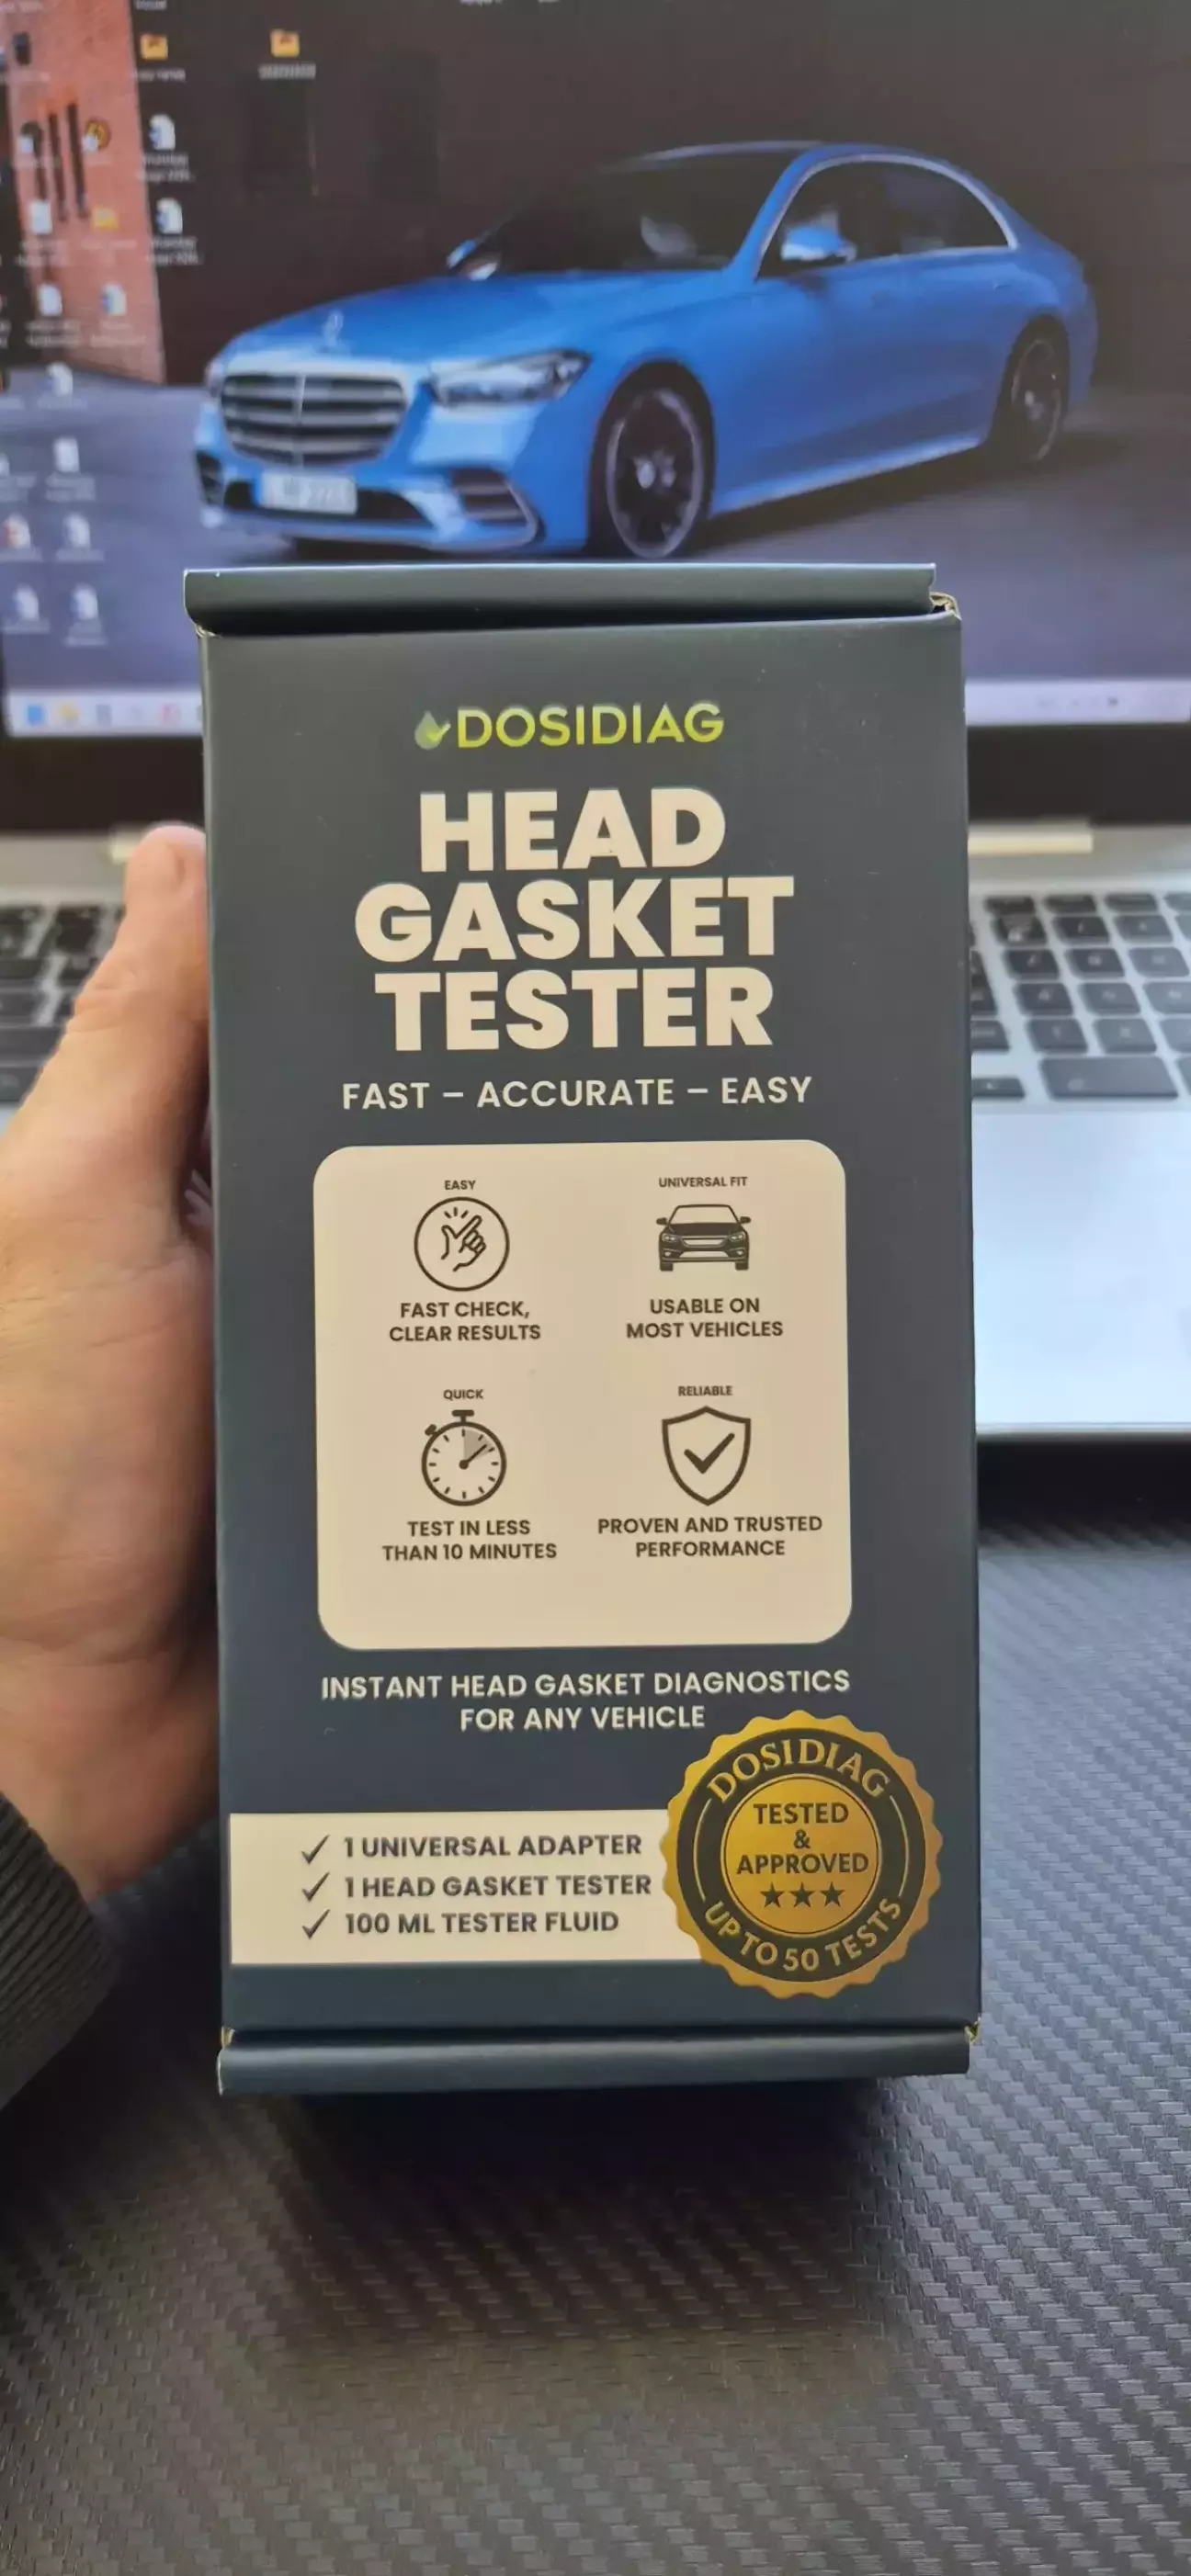 DOSIDIAG
HEAD
GASKET
TESTER
FAST – ACCURATE – EASY
EASY
FAST CHECK,
CLEAR RESULTS
UNIVERSAL FIT
USABLE ON
MOST VEHICLES
QUICK
TEST IN LESS
THAN 10 MINUTES
RELIABLE
PROVEN AND TRUSTED
PERFORMANCE
INSTANT HEAD GASKET DIAGNOSTICS
FOR ANY VEHICLE
1 UNIVERSAL ADAPTER
1 HEAD GASKET TESTER
100 ML TESTER FLUID
DOSIDIAG
TESTED
&
APPROVED
UP TO 50 TESTS